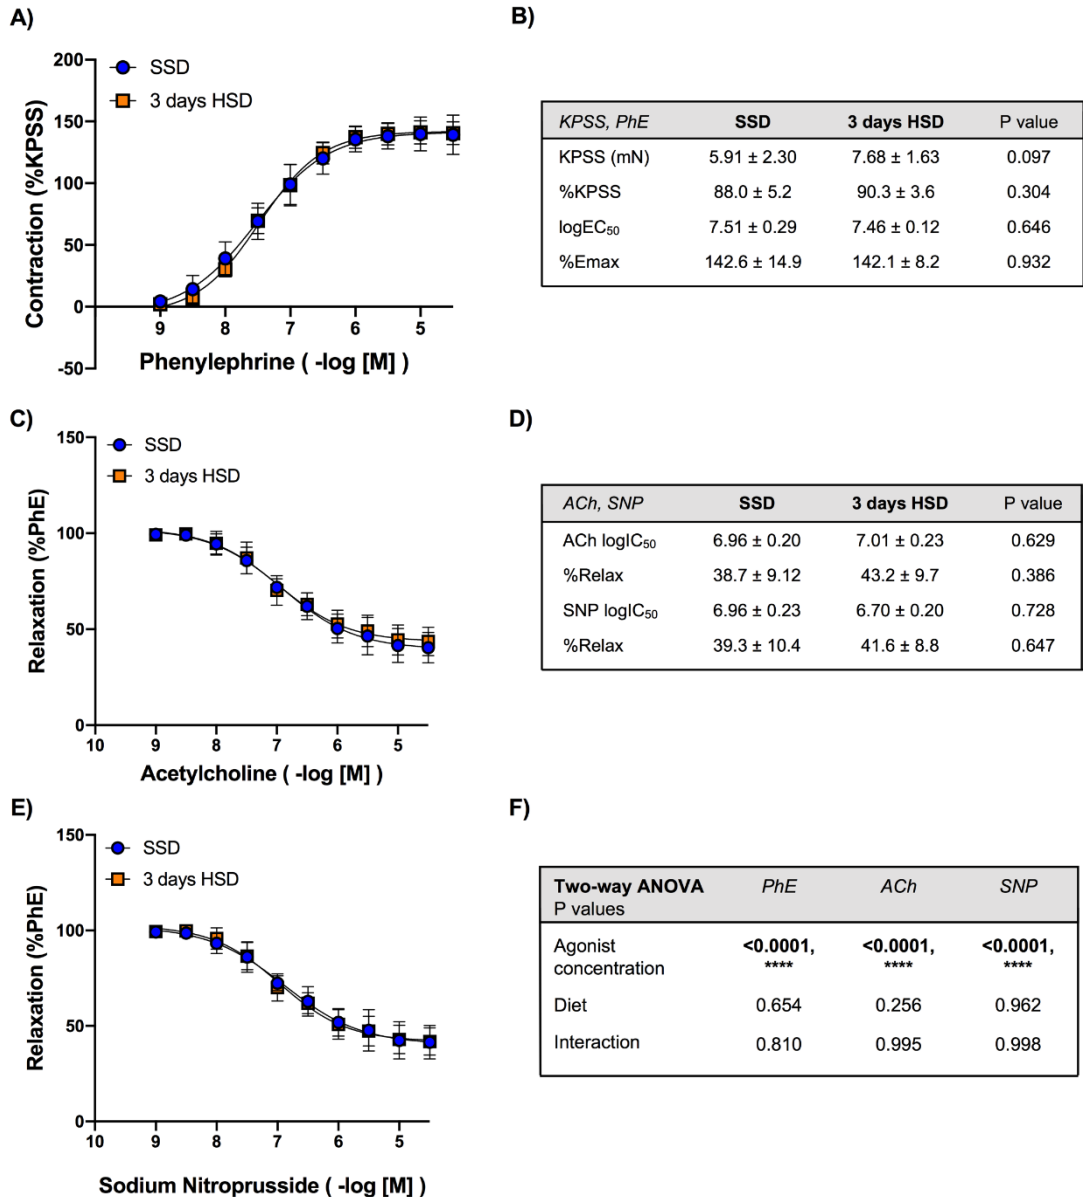 A)
200
150
100
50
0
-50
Contraction (%KPSS)
SSD
3 days HSD
9 8 7 6 5
Phenylephrine ( -log [M] )
B)
KPSS, PhE SSD 3 days HSD P value
KPSS (mN) 5.91 ± 2.30 7.68 ± 1.63 0.097
%KPSS 88.0 ± 5.2 90.3 ± 3.6 0.304
logEC₅₀ 7.51 ± 0.29 7.46 ± 0.12 0.646
%Emax 142.6 ± 14.9 142.1 ± 8.2 0.932
C)
150
100
50
0
Relaxation (%PhE)
SSD
3 days HSD
10 9 8 7 6 5
Acetylcholine ( -log [M] )
D)
ACh, SNP SSD 3 days HSD P value
ACh logIC₅₀ 6.96 ± 0.20 7.01 ± 0.23 0.629
%Relax 38.7 ± 9.12 43.2 ± 9.7 0.386
SNP logIC₅₀ 6.96 ± 0.23 6.70 ± 0.20 0.728
%Relax 39.3 ± 10.4 41.6 ± 8.8 0.647
E)
150
100
50
0
Relaxation (%PhE)
SSD
3 days HSD
10 9 8 7 6 5
Sodium Nitroprusside ( -log [M] )
F)
Two-way ANOVA PhE ACh SNP
P values
Agonist <0.0001, <0.0001, <0.0001,
concentration **** **** ****
Diet 0.654 0.256 0.962
Interaction 0.810 0.995 0.998